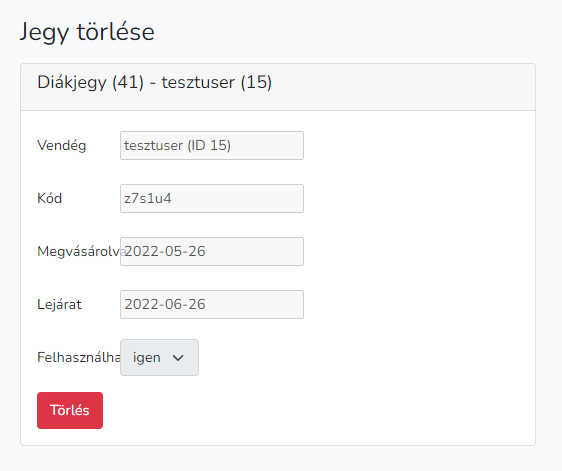 Jegy törlése
Diákjegy (41) - tesztuser (15)
Vendég tesztuser (ID 15)
Kód z7s1u4
Megvásárolva 2022-05-26
Lejárat 2022-06-26
Felhasznalha igen
Törlés